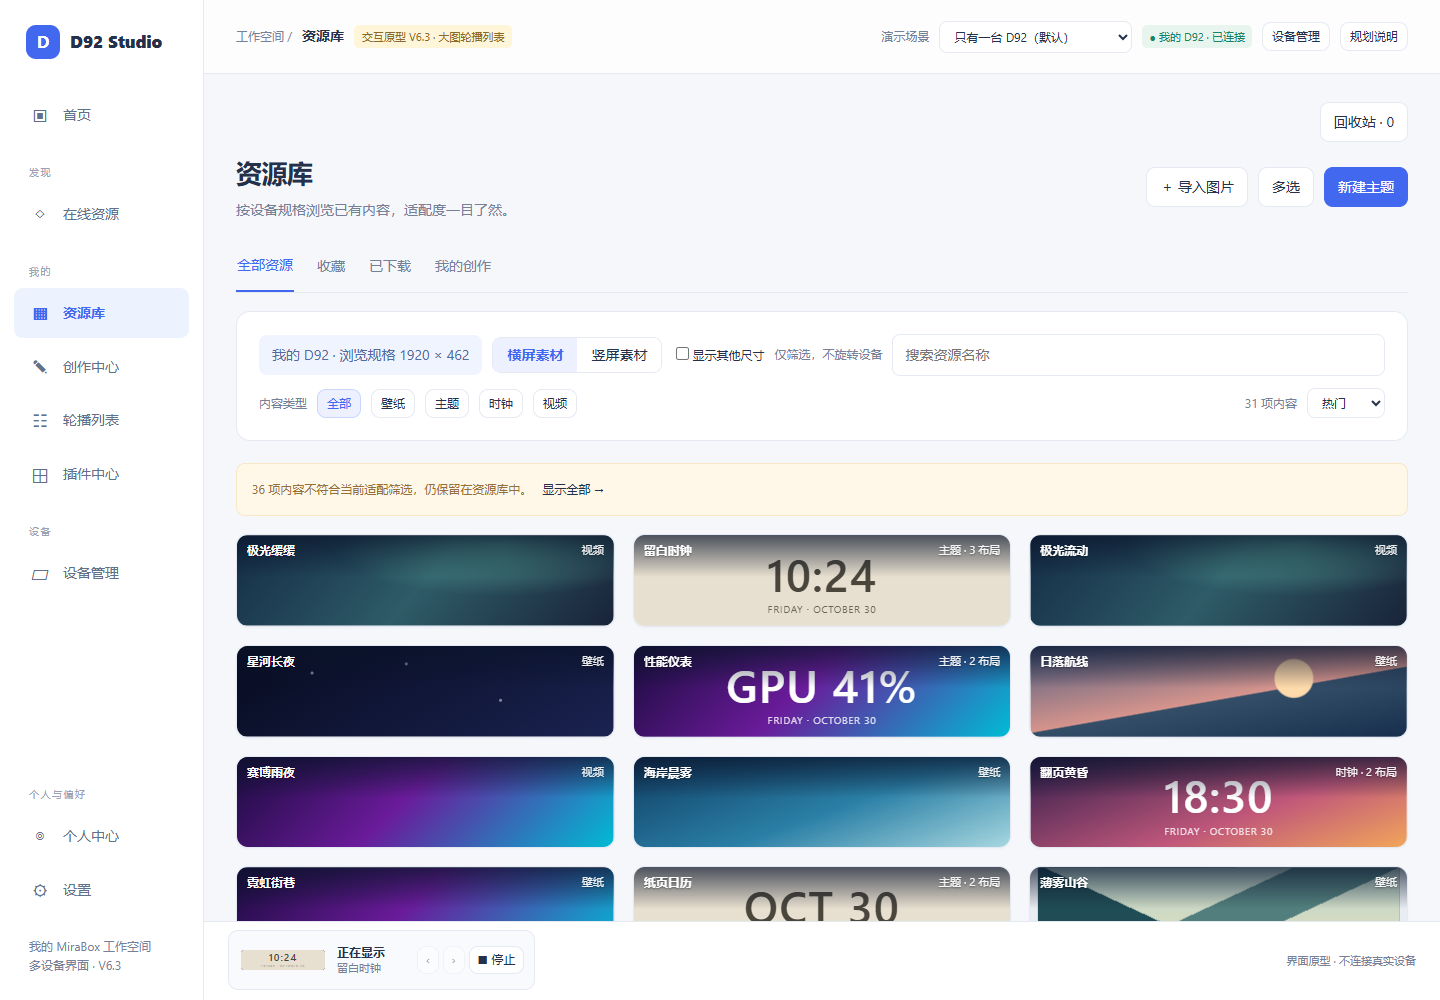 D D92 Studio
首页
发现
在线资源
我的
资源库
创作中心
轮播列表
插件中心
设备
设备管理
个人与偏好
个人中心
设置
我的 MiraBox 工作空间
多设备界面 · V6.3
工作空间 / 资源库 交互原型 V6.3 · 大图轮播列表
演示场景 只有一台 D92（默认） ● 我的 D92 · 已连接 设备管理 规划说明
回收站 · 0
资源库
按设备规格浏览已有内容，适配度一目了然。
＋ 导入图片 多选 新建主题
全部资源 收藏 已下载 我的创作
我的 D92 · 浏览规格 1920 × 462 横屏素材 竖屏素材 显示其他尺寸 仅筛选，不旋转设备 搜索资源名称
内容类型 全部 壁纸 主题 时钟 视频 31 项内容 热门
36 项内容不符合当前适配筛选，仍保留在资源库中。 显示全部 →
极光缓缓 视频
留白时钟 主题 · 3 布局
10:24
FRIDAY · OCTOBER 30
极光流动 视频
星河长夜 壁纸
性能仪表 主题 · 2 布局
GPU 41%
FRIDAY · OCTOBER 30
日落航线 壁纸
赛博雨夜 视频
海岸晨雾 壁纸
翻页黄昏 时钟 · 2 布局
18:30
FRIDAY · OCTOBER 30
霓虹街巷 壁纸
纸页日历 主题 · 2 布局
OCT 30
薄雾山谷 壁纸
10:24
正在显示
留白时钟
‹ › ■ 停止
界面原型 · 不连接真实设备